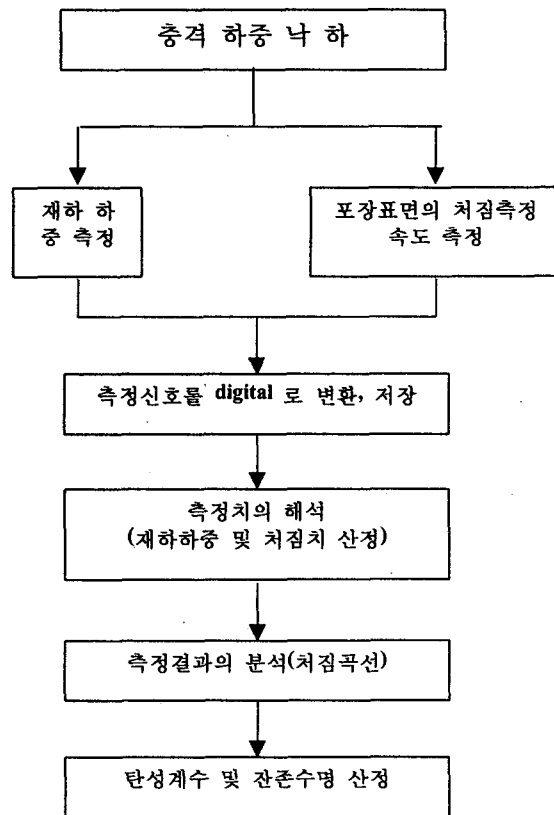 충격 하중 낙 하
재하 하
중 측정
포장표면의 처짐측정
속도 측정
측정신호를 digital 로 변환, 저장
측정치의 해석
(재하하중 및 처짐치 산정)
측정결과의 분석(처짐곡선)
탄성계수 및 잔존수명 산정